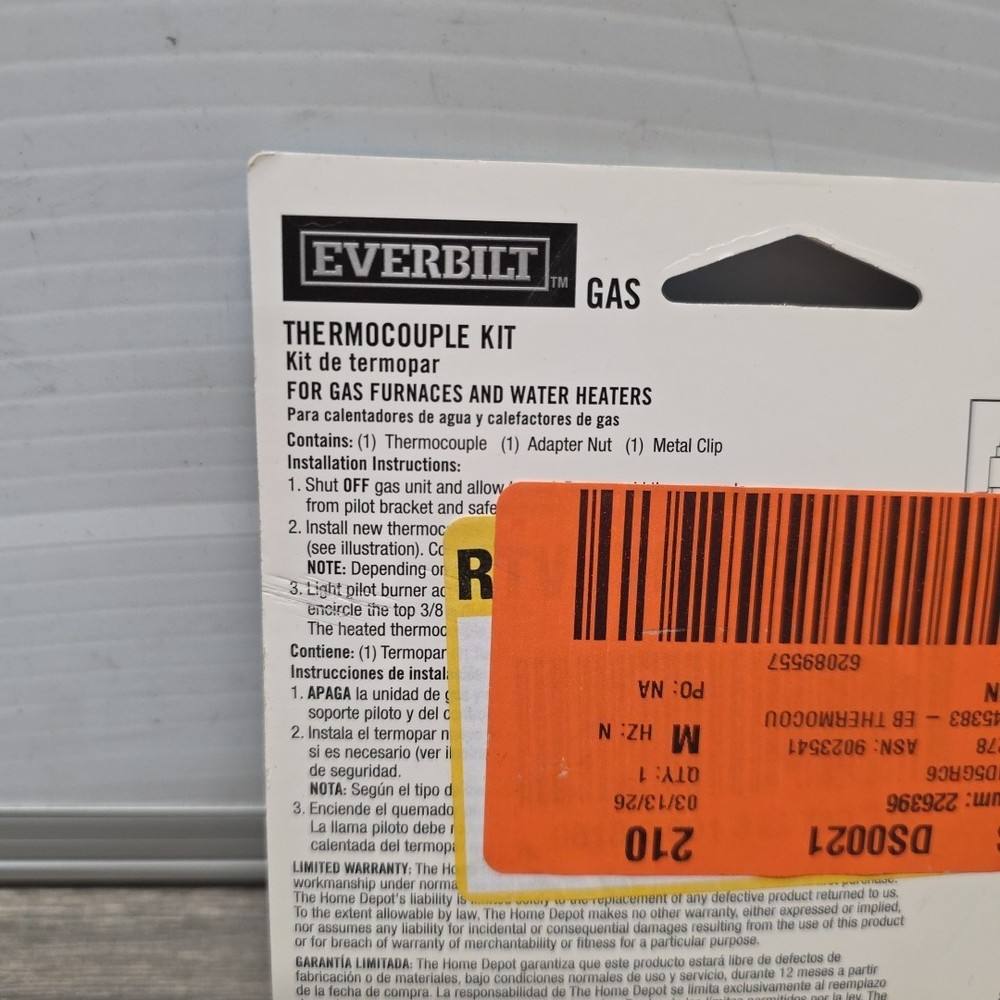 EVERBILT TM GAS
THERMOCOUPLE KIT
Kit de termopar
FOR GAS FURNACES AND WATER HEATERS
Para calentadores de agua y calefactores de gas
Contains: (1) Thermocouple (1) Adapter Nut (1) Metal Clip
Installation Instructions:
1. Shut OFF gas unit and allow
from pilot bracket and safe
2. Install new thermoc
(see illustration). Co
NOTE: Depending on
3. Light pilot burner ac
encircle the top 3/8
The heated thermoc
Contiene: (1) Termopar
Instrucciones de instala
1. APAGA la unidad de g
soporte piloto y del c
2. Instala el termopar n
si es necesario (ver il
de seguridad.
NOTA: Según el tipo d
3. Enciende el quemado
La llama piloto debe r
calentada del termopa
R
DS0021 210
um: 226396 03/13/26
QTY: 1
78 ASN: 9023541 M HZ: N
45383 - EB THERMOCOU
N PO: NA
62089557
LIMITED WARRANTY: The Ho
workmanship under norma
The Home Depot's liability is limited solely to the replacement of any defective product returned to us.
To the extent allowable by law, The Home Depot makes no other warranty, either expressed or implied,
nor assumes any liability for incidental or consequential damages resulting from the use of this product
or for breach of warranty of merchantability or fitness for a particular purpose.
GARANTÍA LIMITADA: The Home Depot garantiza que este producto estará libre de defectos de
fabricación o de materiales, bajo condiciones normales de uso y servicio, durante 12 meses a partir
de la fecha de compra. La responsabilidad de The Home Depot se limita exclusivamente al reemplazo